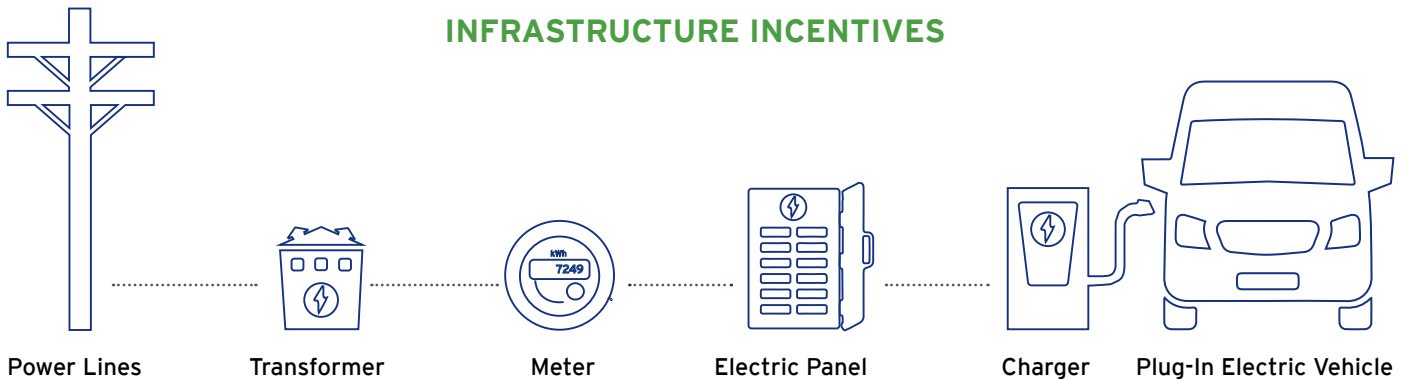 INFRASTRUCTURE INCENTIVES
kWh
7249
Power Lines
Transformer
Meter
Electric Panel
Charger
Plug-In Electric Vehicle